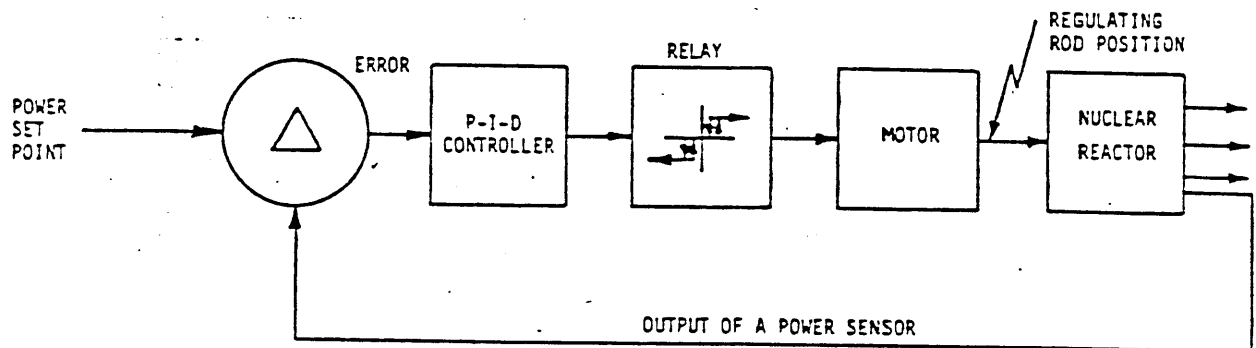 REGULATING
ROD POSITION
RELAY
ERROR
POWER
SET
POINT
P-I-D
CONTROLLER
MOTOR
NUCLEAR
REACTOR
OUTPUT OF A POWER SENSOR